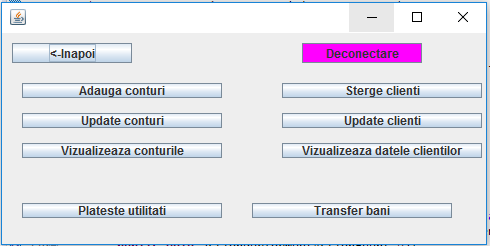 <-Inapoi Deconectare
Adauga conturi Sterge clienti
Update conturi Update clienti
Vizualizeaza conturile Vizualizeaza datele clientilor
Plateste utilitati Transfer bani